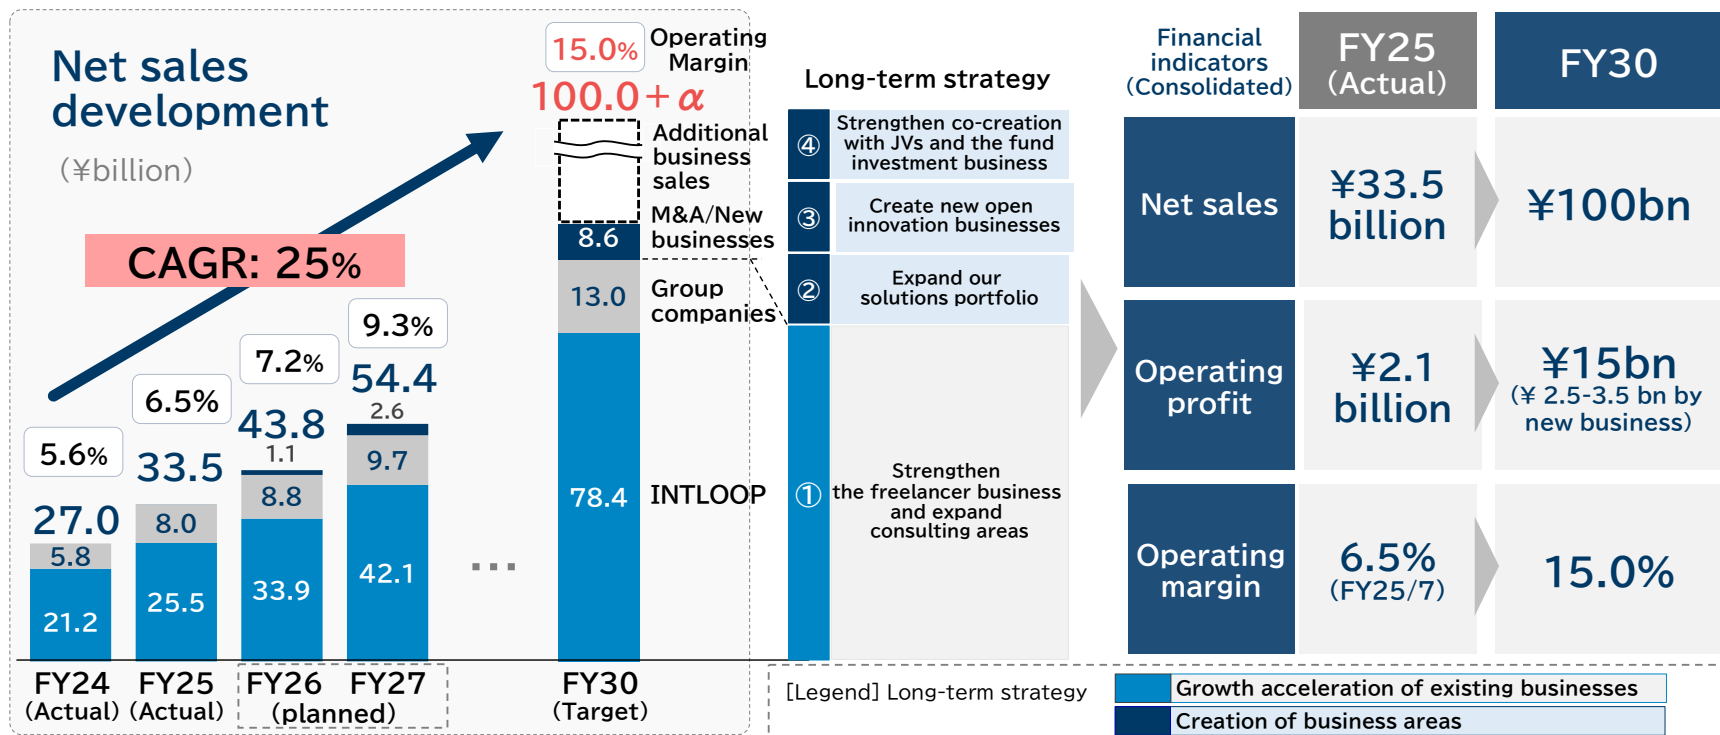 Net sales
development
(¥billion)
CAGR: 25%
15.0%
Operating
Margin
100.0+α
Additional
business
sales
M&A/New
businesses
8.6
13.0
Group
companies
78.4
INTLOOP
5.6%
27.0
5.8
21.2
6.5%
33.5
8.0
25.5
7.2%
43.8
1.1
8.8
33.9
9.3%
54.4
2.6
9.7
42.1
...
FY24
(Actual)
FY25
(Actual)
FY26
FY27
(planned)
FY30
(Target)
Long-term strategy
④
Strengthen co-creation
with JVs and the fund
investment business
③
Create new open
innovation businesses
②
Expand our
solutions portfolio
①
Strengthen
the freelancer business
and expand
consulting areas
Financial
indicators
(Consolidated)
FY25
(Actual)
FY30
Net sales
¥33.5
billion
¥100bn
Operating
profit
¥2.1
billion
¥15bn
(¥ 2.5-3.5 bn by
new business)
Operating
margin
6.5%
(FY25/7)
15.0%
[Legend] Long-term strategy
Growth acceleration of existing businesses
Creation of business areas